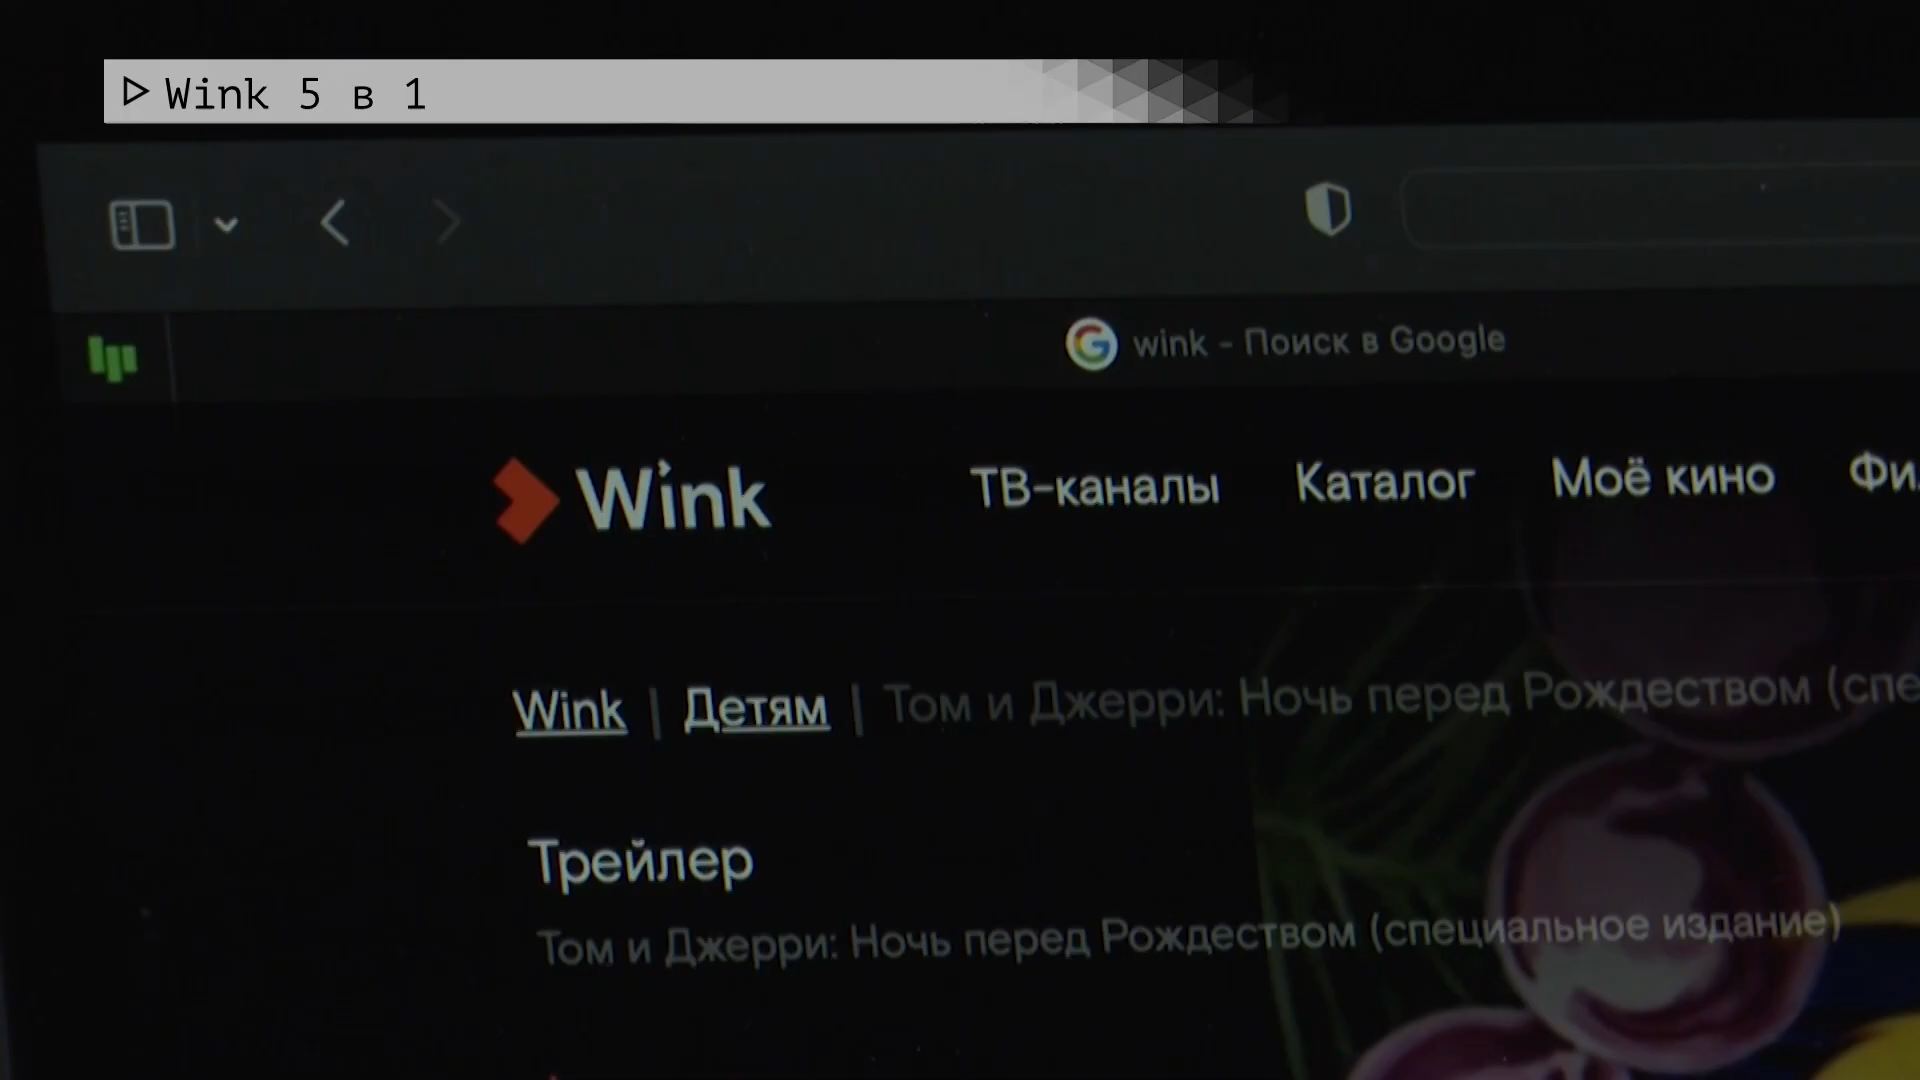 Wink 5 в 1
wink - Поиск в Google
Wink ТВ-каналы Каталог Моё кино
Wink | Детям | Том и Джерри: Ночь перед Рождеством
Трейлер
Том и Джерри: Ночь перед Рождеством (специальное издание)